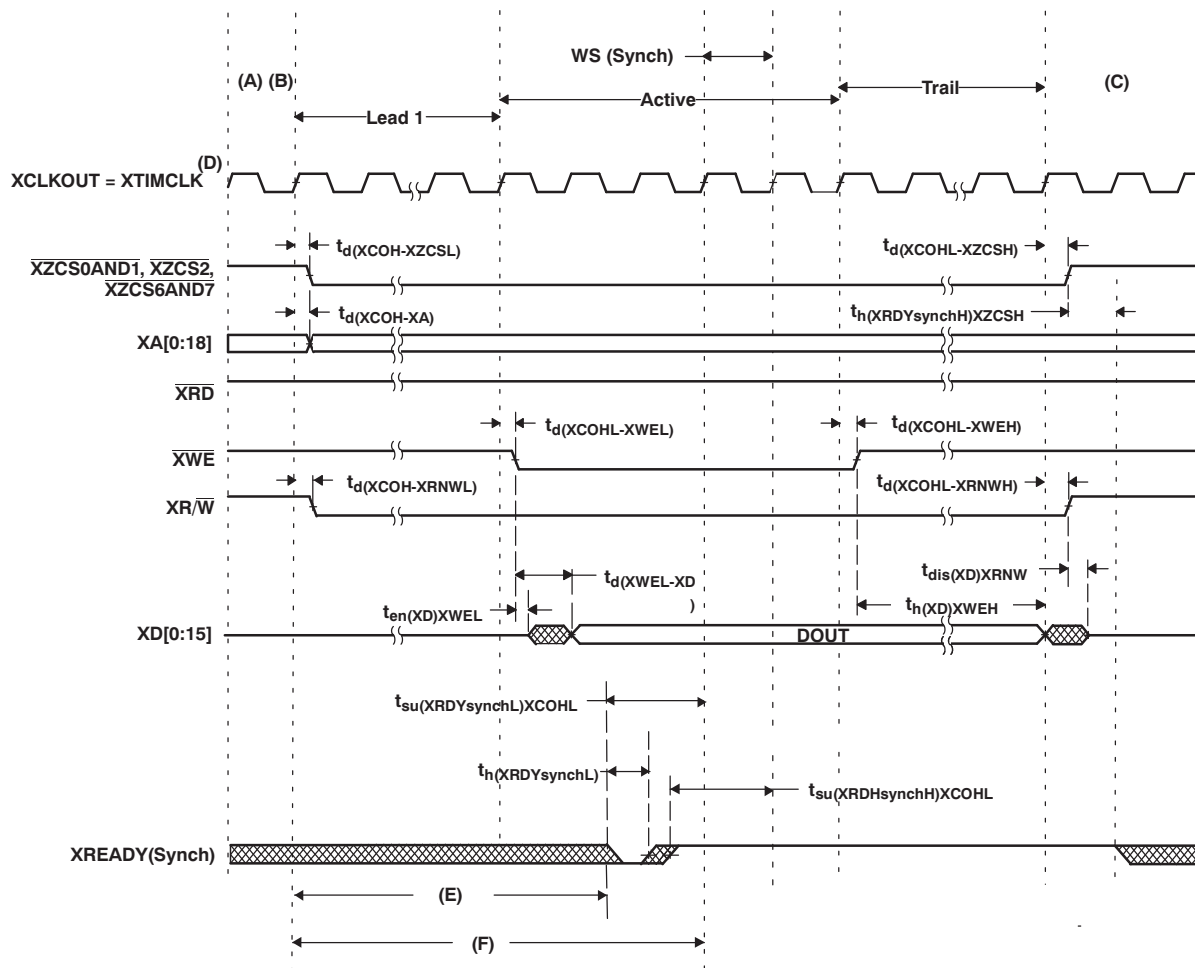 WS (Synch)
(A) (B)
Active
Trail
(C)
Lead 1
(D)
XCLKOUT = XTIMCLK
td(XCOH-XZCSL)
td(XCOHL-XZCSH)
XZCS0AND1, XZCS2,
XZCS6AND7
td(XCOH-XA)
th(XRDYsynchH)XZCSH
XA[0:18]
XRD
td(XCOHL-XWEL)
td(XCOHL-XWEH)
XWE
td(XCOH-XRNWL)
td(XCOHL-XRNWH)
XR/W
td(XWEL-XD
)
tdis(XD)XRNW
ten(XD)XWEL
th(XD)XWEH
XD[0:15]
DOUT
tsu(XRDYsynchL)XCOHL
th(XRDYsynchL)
tsu(XRDHsynchH)XCOHL
XREADY(Synch)
(E)
(F)